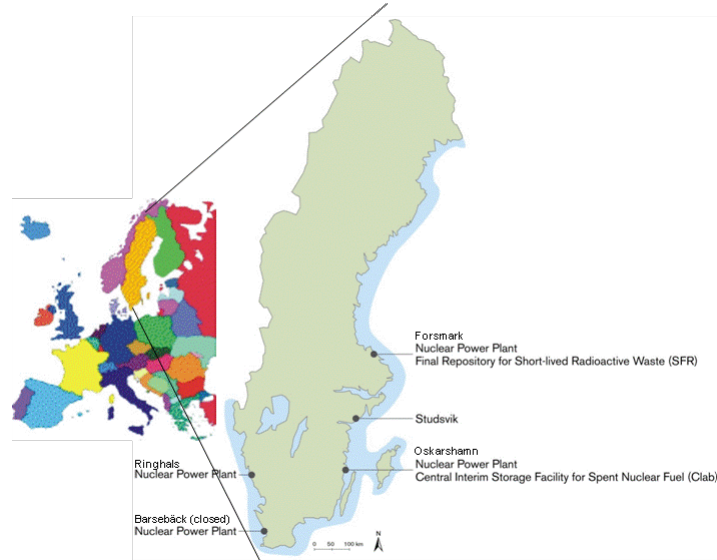 Forsmark
Nuclear Power Plant
Final Repository for Short-lived Radioactive Waste (SFR)
Studsvik
Oskarshamn
Nuclear Power Plant
Central Interim Storage Facility for Spent Nuclear Fuel (Clab)
Ringhals
Nuclear Power Plant
Barsebäck (closed)
Nuclear Power Plant
N
0 50 100 km